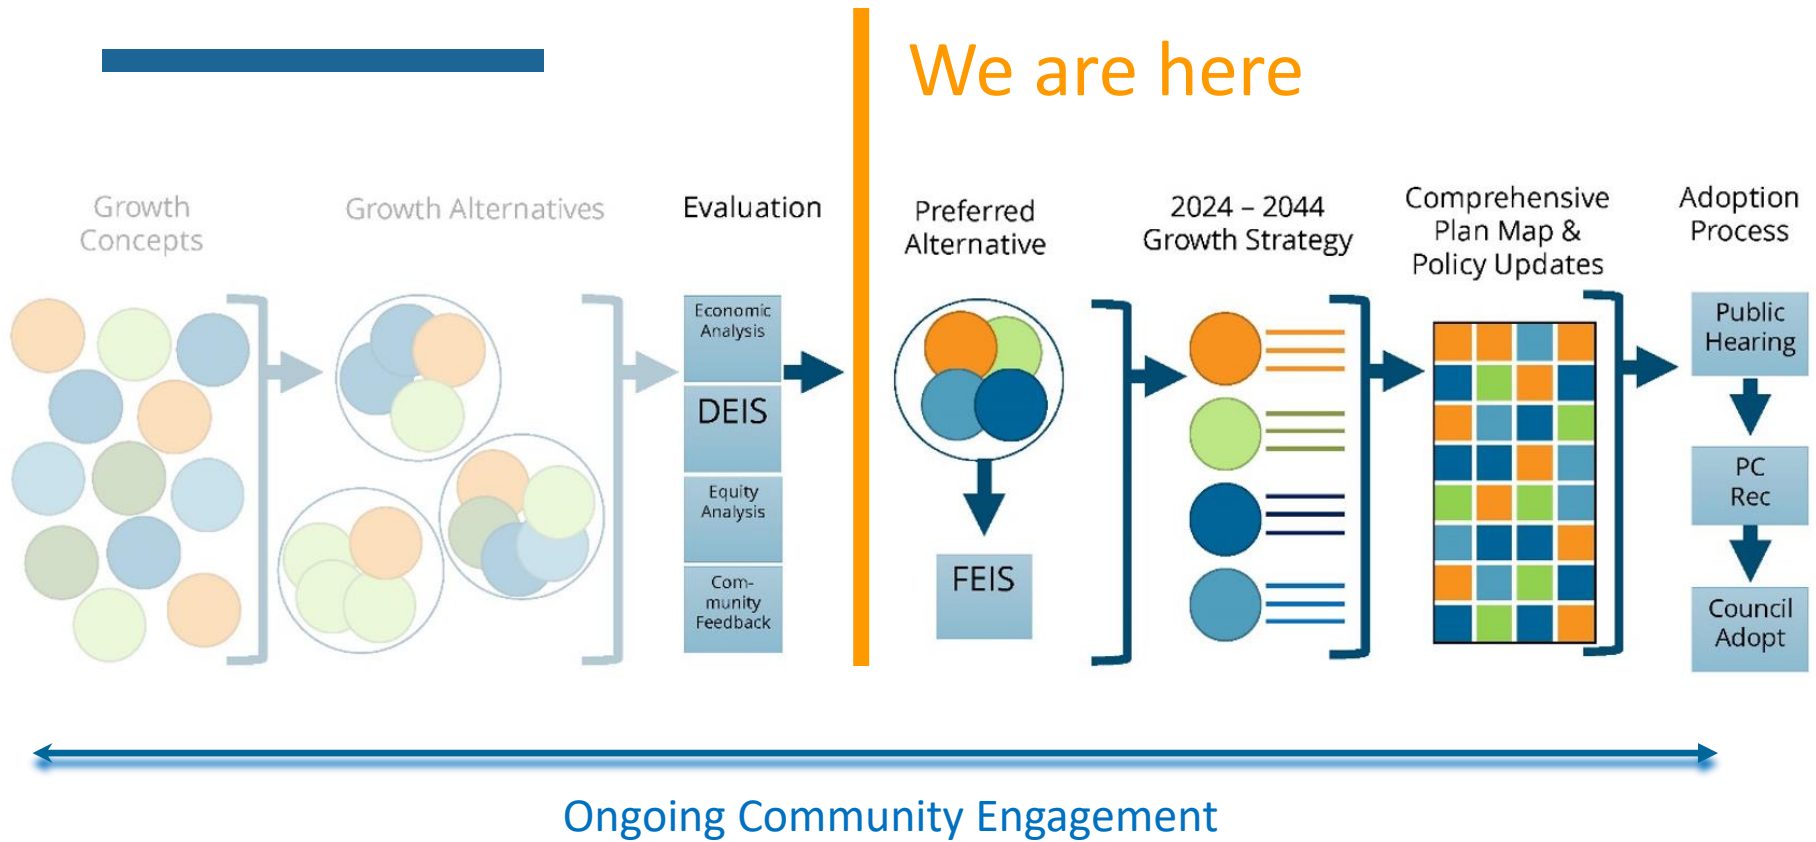 We are here
Growth
Concepts
Growth Alternatives
Evaluation
Preferred
Alternative
2024 – 2044
Growth Strategy
Comprehensive
Plan Map &
Policy Updates
Adoption
Process
Economic
Analysis
DEIS
Equity
Analysis
Com-
munity
Feedback
FEIS
Public
Hearing
PC
Rec
Council
Adopt
Ongoing Community Engagement